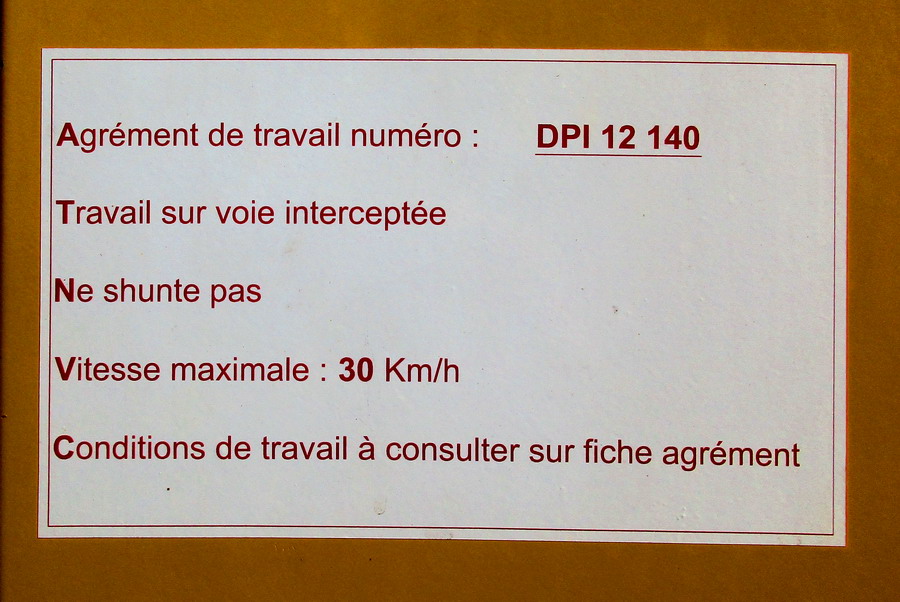 Agrément de travail numéro : DPI 12 140
Travail sur voie interceptée
Ne shunte pas
Vitesse maximale : 30 Km/h
Conditions de travail à consulter sur fiche agrément